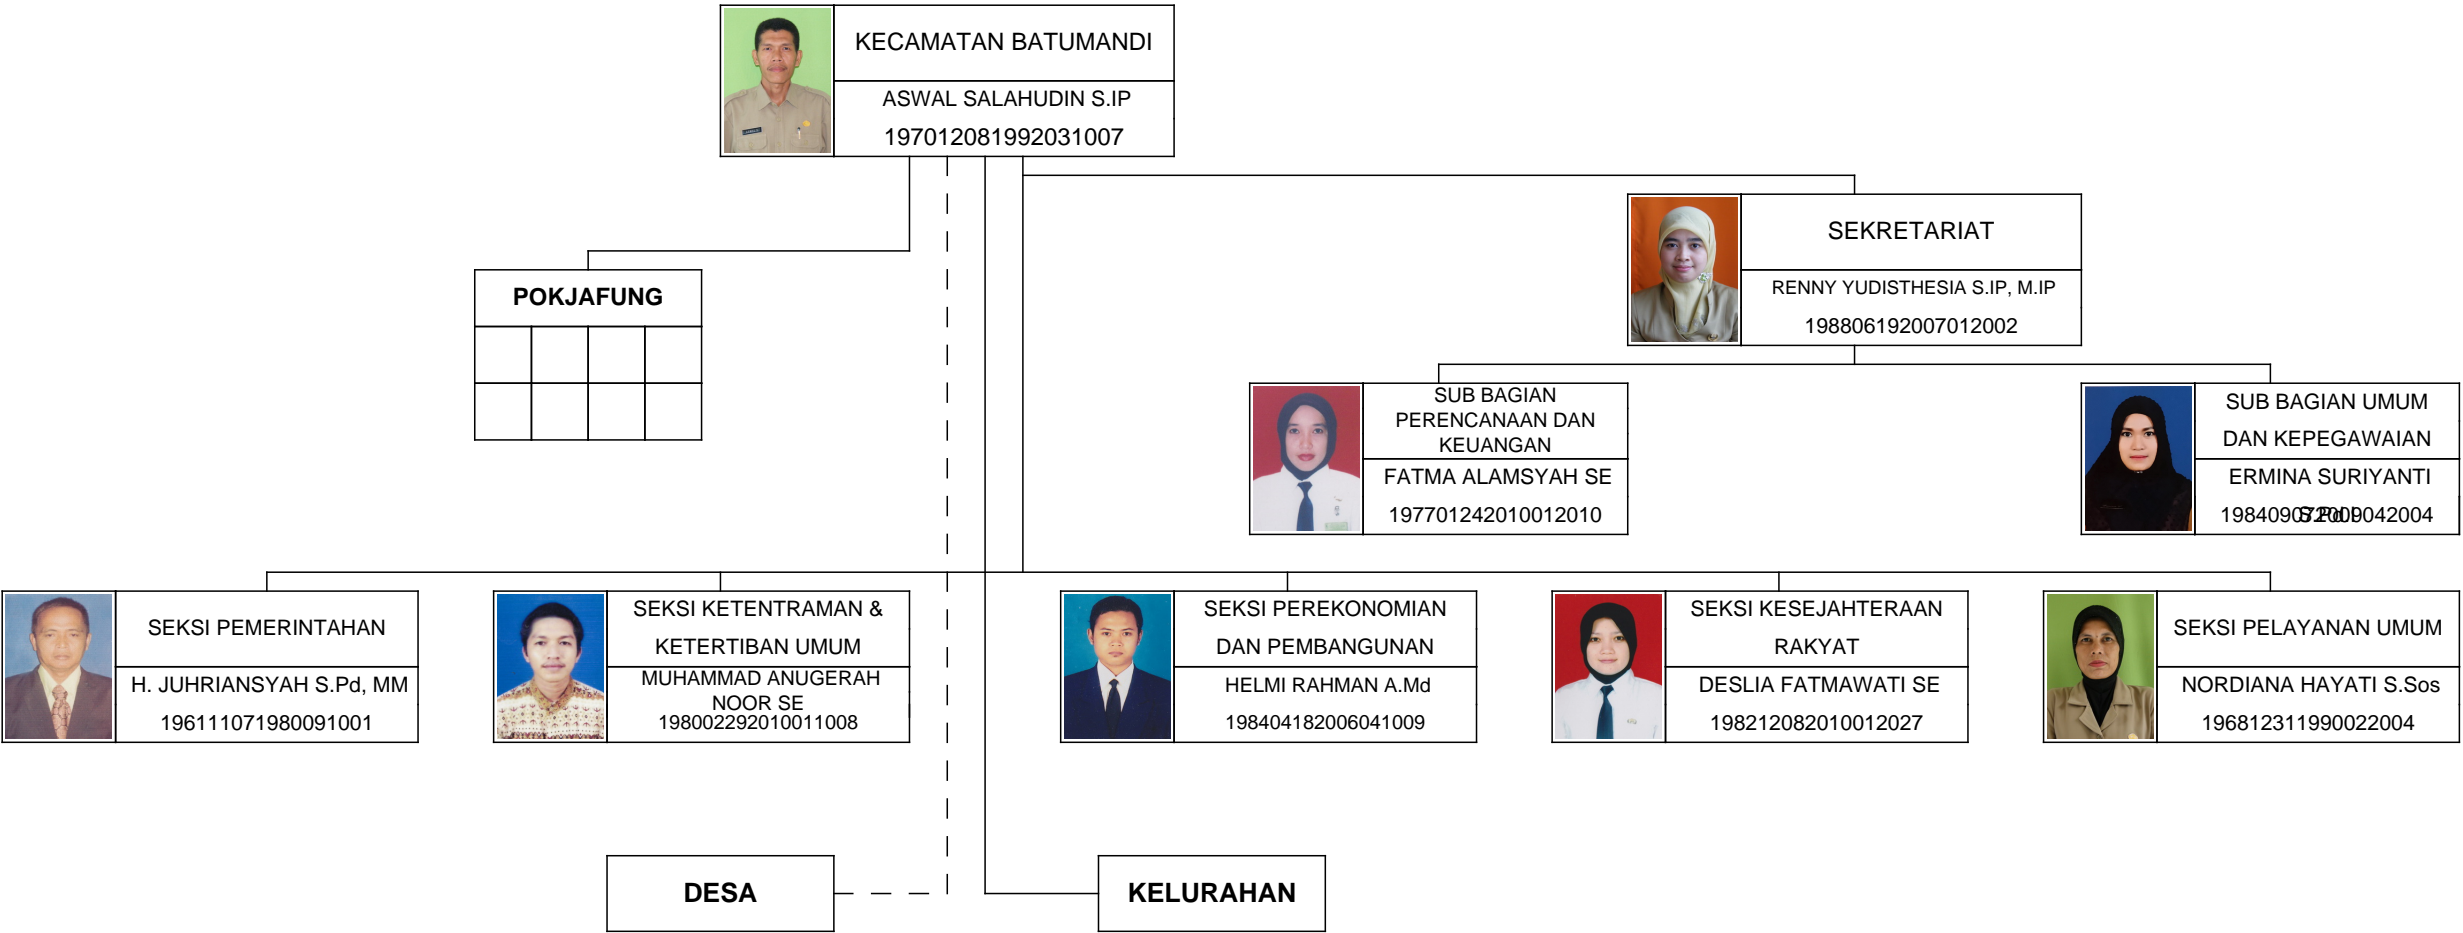 KECAMATAN BATUMANDI
ASWAL SALAHUDIN S.IP
197012081992031007
SEKRETARIAT
RENNY YUDISTHESIA S.IP, M.IP
198806192007012002
POKJAFUNG
SUB BAGIAN
PERENCANAAN DAN
KEUANGAN
FATMA ALAMSYAH SE
197701242010012010
SUB BAGIAN UMUM
DAN KEPEGAWAIAN
ERMINA SURIYANTI
S.Pd.I
198409072009042004
SEKSI PEMERINTAHAN
H. JUHRIANSYAH S.Pd, MM
196111071980091001
SEKSI KETENTRAMAN &
KETERTIBAN UMUM
MUHAMMAD ANUGERAH
NOOR SE
198002292010011008
SEKSI PEREKONOMIAN
DAN PEMBANGUNAN
HELMI RAHMAN A.Md
198404182006041009
SEKSI KESEJAHTERAAN
RAKYAT
DESLIA FATMAWATI SE
198212082010012027
SEKSI PELAYANAN UMUM
NORDIANA HAYATI S.Sos
196812311990022004
DESA
KELURAHAN